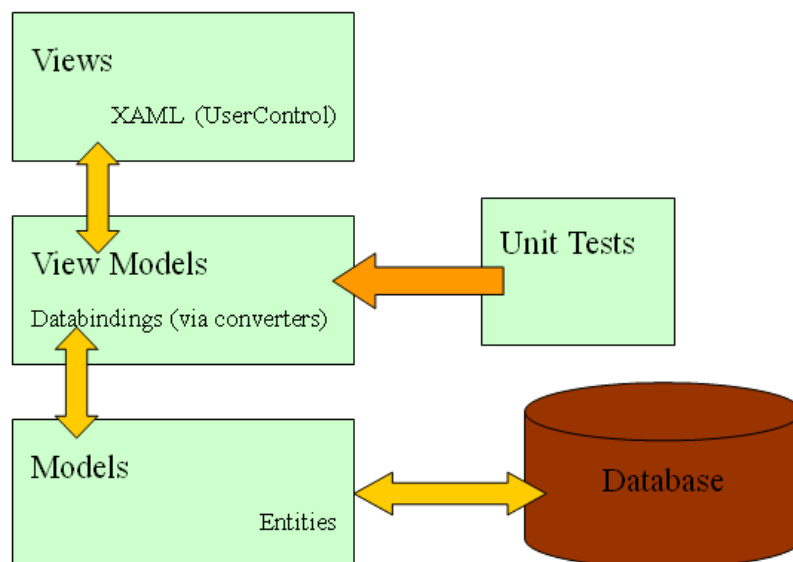 Views
XAML (UserControl)
View Models
Unit Tests
Databindings (via converters)
Models
Database
Entities